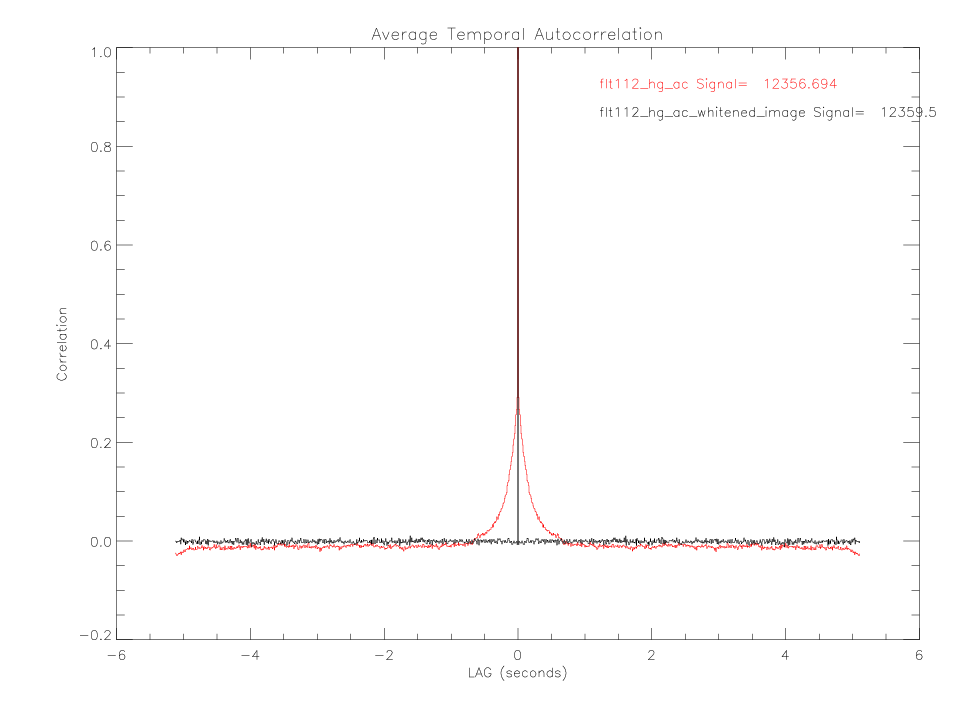 Average Temporal Autocorrelation
flt112_hg_ac Signal= 12356.694
flt112_hg_ac_whitened_image Signal= 12359.5
1.0
0.8
0.6
0.4
0.2
0.0
−0.2
Correlation
−6 −4 −2 0 2 4 6
LAG (seconds)